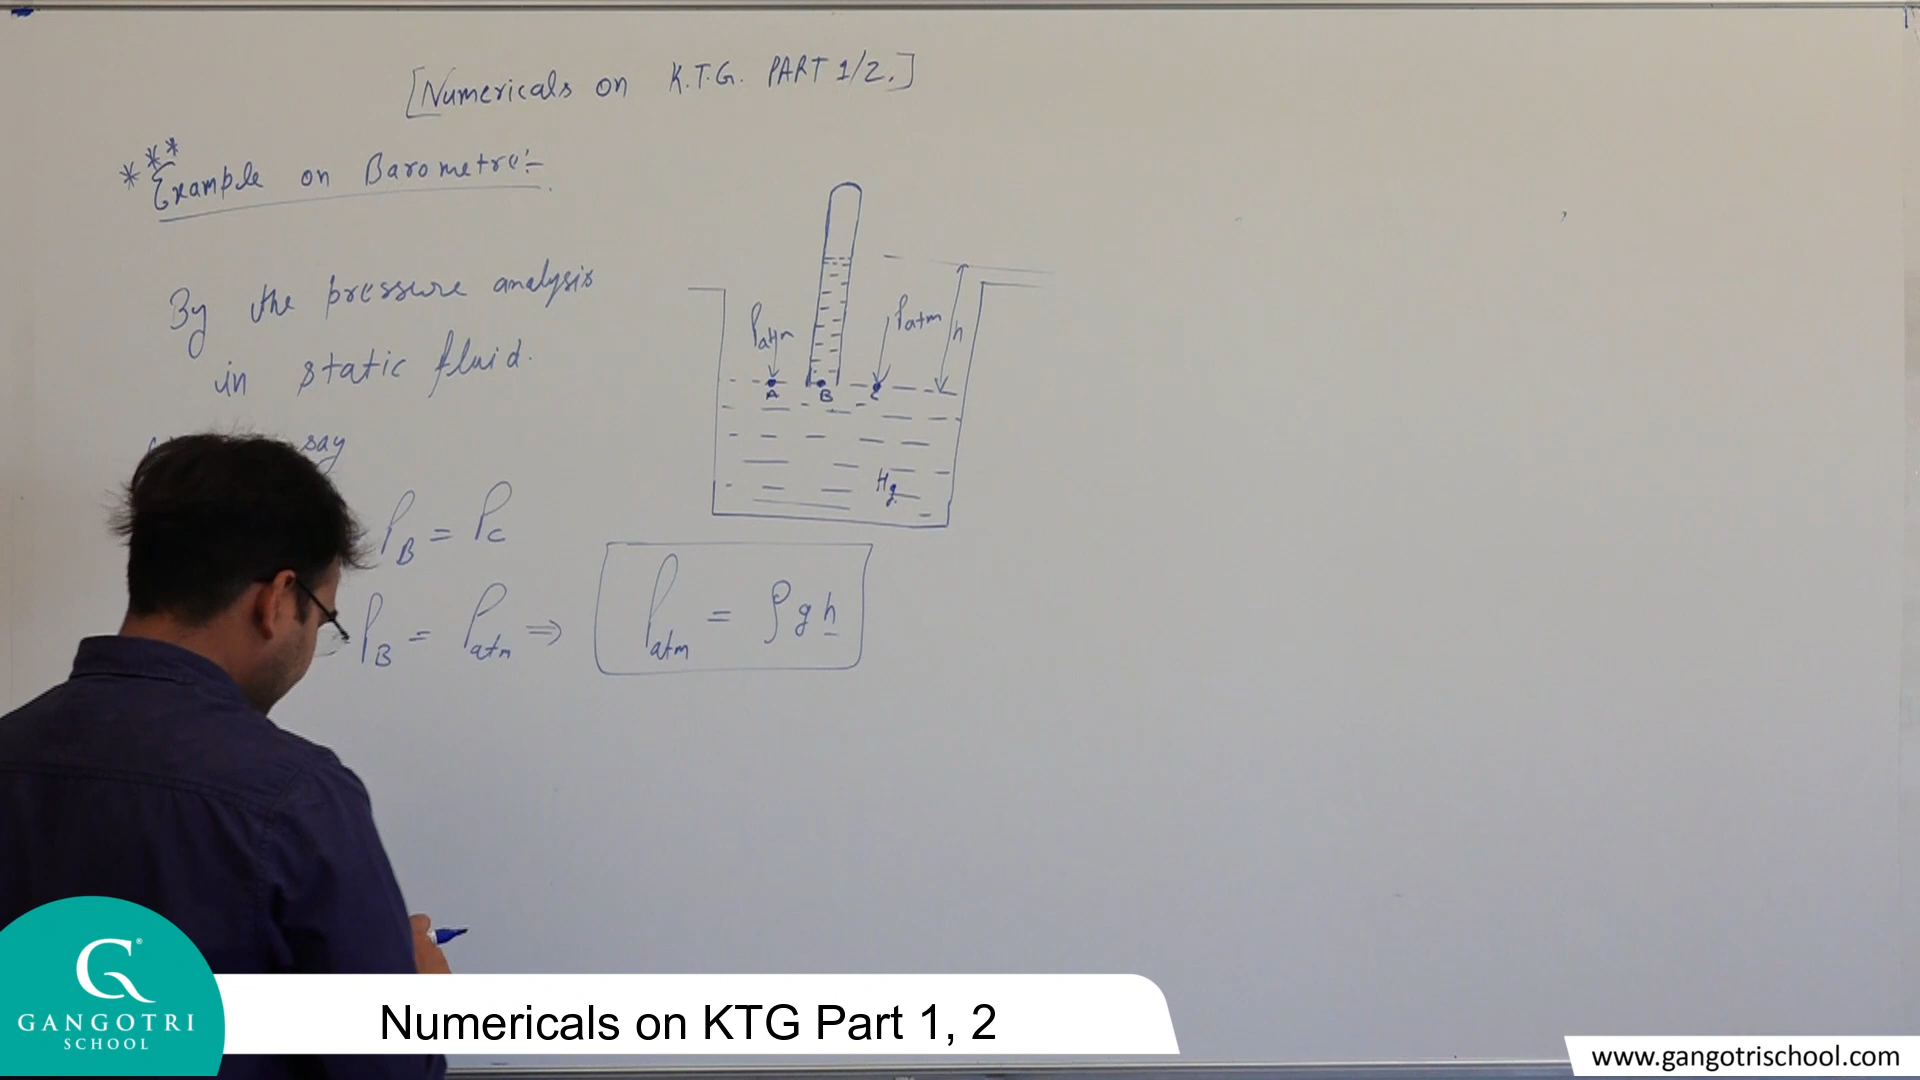 [Numericals on K.T.G. PART 1/2.]
***
Example on Barometre:-
By the pressure analysis
in static fluid.
say
P_B = P_C
P_B = P_atm ⇒ P_atm = ρgh
P_atm
P_atm
h
A B C
Hg
GANGOTRI
SCHOOL
Numericals on KTG Part 1, 2
www.gangotrischool.com